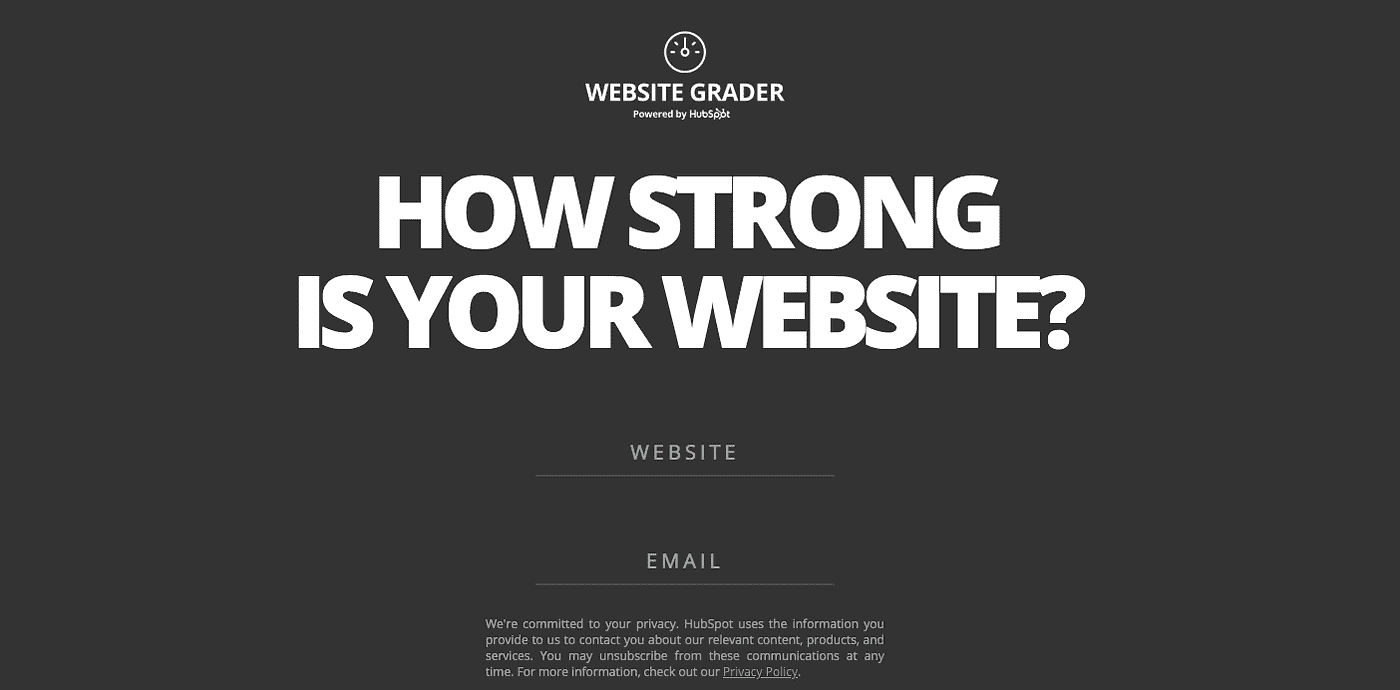 WEBSITE GRADER
Powered by HubSpot
HOW STRONG
IS YOUR WEBSITE?
WEBSITE
EMAIL
We're committed to your privacy. HubSpot uses the information you
provide to us to contact you about our relevant content, products, and
services. You may unsubscribe from these communications at any
time. For more information, check out our Privacy Policy.